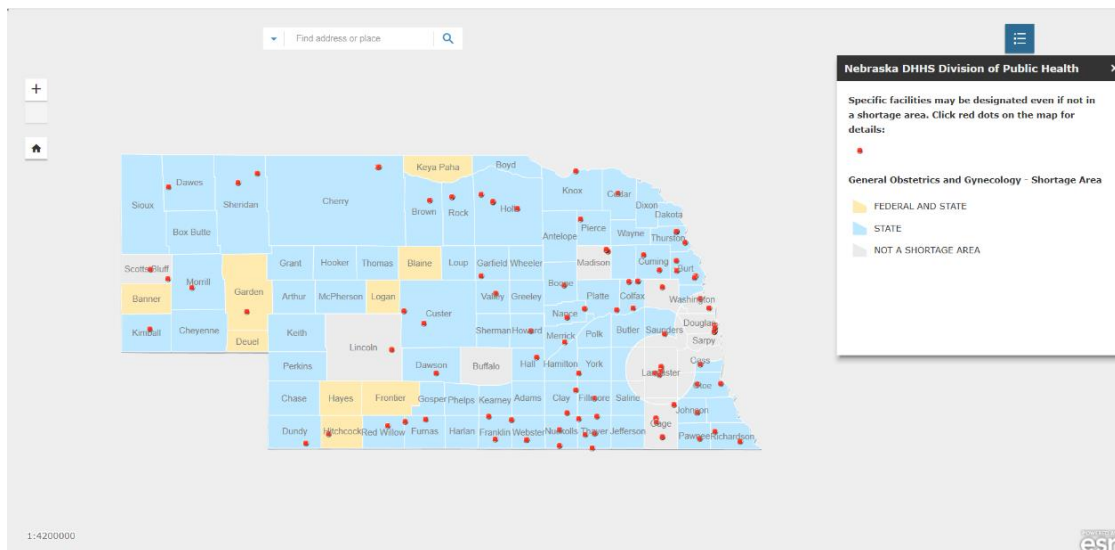 Find address or place
Nebraska DHHS Division of Public Health
Specific facilities may be designated even if not in
a shortage area. Click red dots on the map for
details:
General Obstetrics and Gynecology - Shortage Area
FEDERAL AND STATE
STATE
NOT A SHORTAGE AREA
Keya Paha
Boyd
Dawes
Sioux
Sheridan
Cherry
Brown
Rock
Holt
Knox
Cedar
Dixon
Dakota
Box Butte
Antelope
Pierce
Wayne
Thurston
Scotts Bluff
Morrill
Garden
Grant
Hooker
Thomas
Blaine
Loup
Garfield
Wheeler
Madison
Cuming
Burt
Banner
Arthur
McPherson
Logan
Custer
Valley
Greeley
Boone
Platte
Colfax
Washington
Kimball
Cheyenne
Deuel
Keith
Lincoln
Sherman
Howard
Nance
Merrick
Polk
Butler
Saunders
Douglas
Sarpy
Perkins
Dawson
Buffalo
Hall
Hamilton
York
Lancaster
Cass
Otoe
Chase
Hayes
Frontier
Gosper
Phelps
Kearney
Adams
Clay
Fillmore
Saline
Johnson
Gage
Dundy
Hitchcock
Red Willow
Furnas
Harlan
Franklin
Webster
Nuckolls
Thayer
Jefferson
Pawnee
Richardson
1:4200000
esri